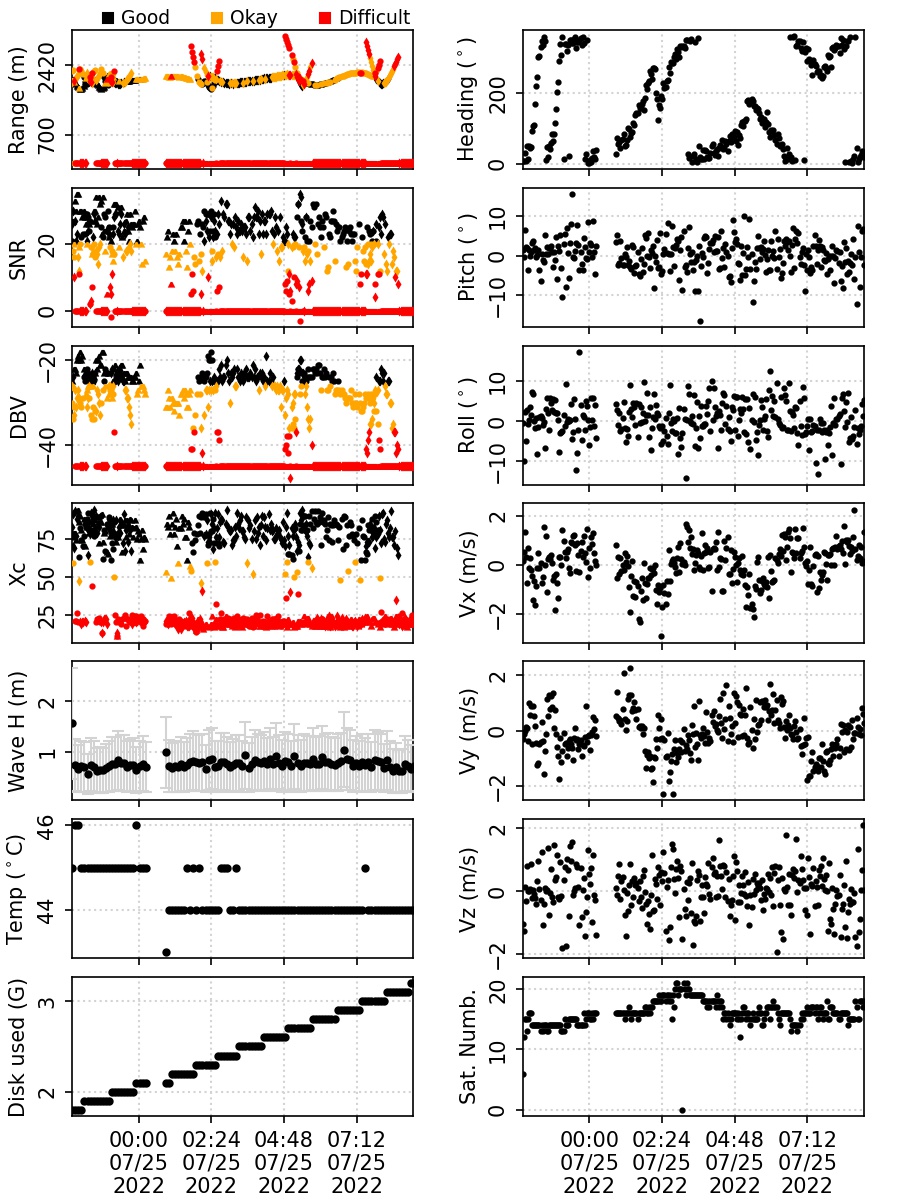 Good Okay Difficult
Range (m)
2420
700
Heading (°)
200
0
SNR
20
0
Pitch (°)
10
0
−10
DBV
−20
−40
Roll (°)
10
0
−10
Xc
75
50
25
Vx (m/s)
2
0
−2
Wave H (m)
2
1
Vy (m/s)
2
0
−2
Temp (°C)
46
44
Vz (m/s)
2
0
−2
Disk used (G)
3
2
Sat. Numb.
20
10
0
00:00 02:24 04:48 07:12
07/25 07/25 07/25 07/25
2022 2022 2022 2022
00:00 02:24 04:48 07:12
07/25 07/25 07/25 07/25
2022 2022 2022 2022